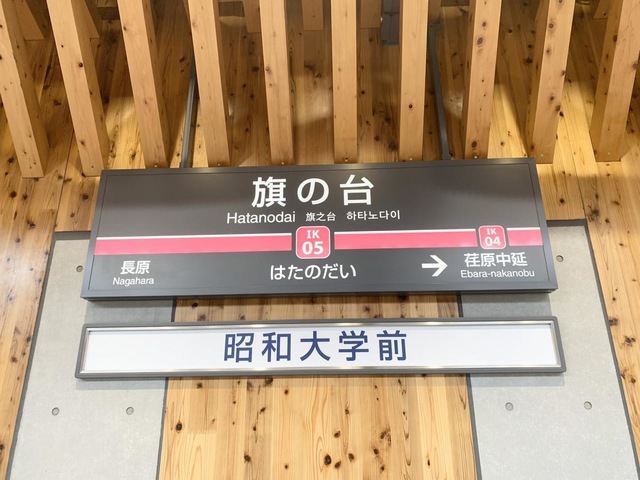 旗の台
Hatanodai 旗之台 하타노다이
IK
05
IK
04
長原
Nagahara
はたのだい
→
荏原中延
Ebara-nakanobu
昭和大学前